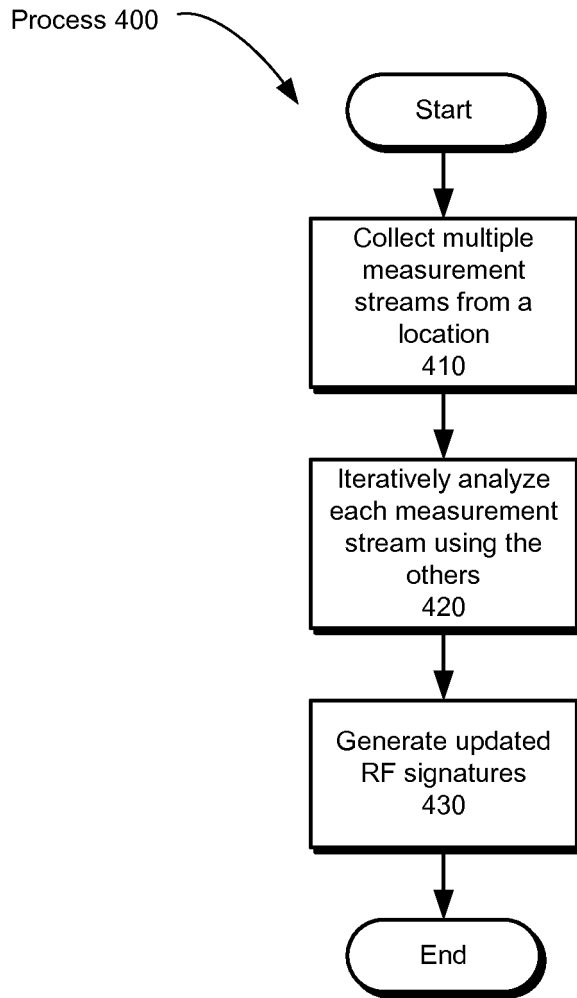 Process 400
Start
Collect multiple
measurement
streams from a
location
410
Iteratively analyze
each measurement
stream using the
others
420
Generate updated
RF signatures
430
End